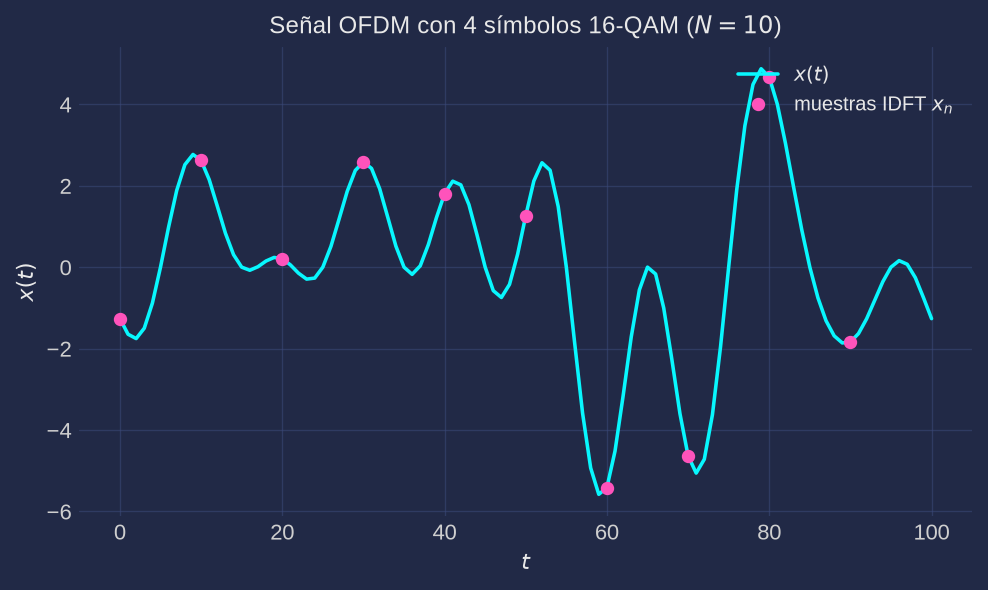 Señal OFDM con 4 símbolos 16-QAM (N = 10)
x(t)
muestras IDFT xₙ
4
2
0
−2
−4
−6
x(t)
0 20 40 60 80 100
t